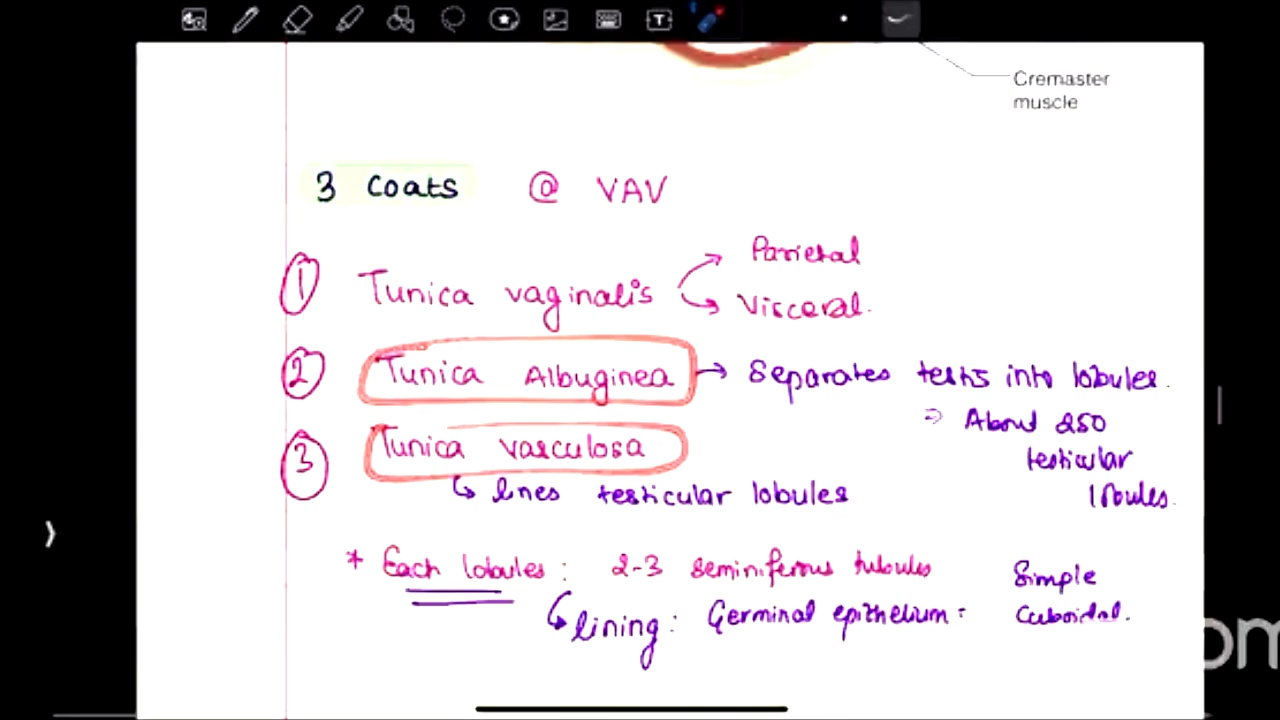 Cremaster
muscle
3 Coats @ VAV
① Tunica vaginalis → Parietal
→ Visceral.
② Tunica Albuginea → Separates testis into lobules.
⇒ About 250
testicular
lobules.
③ Tunica vasculosa
↳ lines testicular lobules
* Each lobules : 2-3 seminiferous tubules
↳ lining : Germinal epithelium :
Simple
Cuboidal.
om